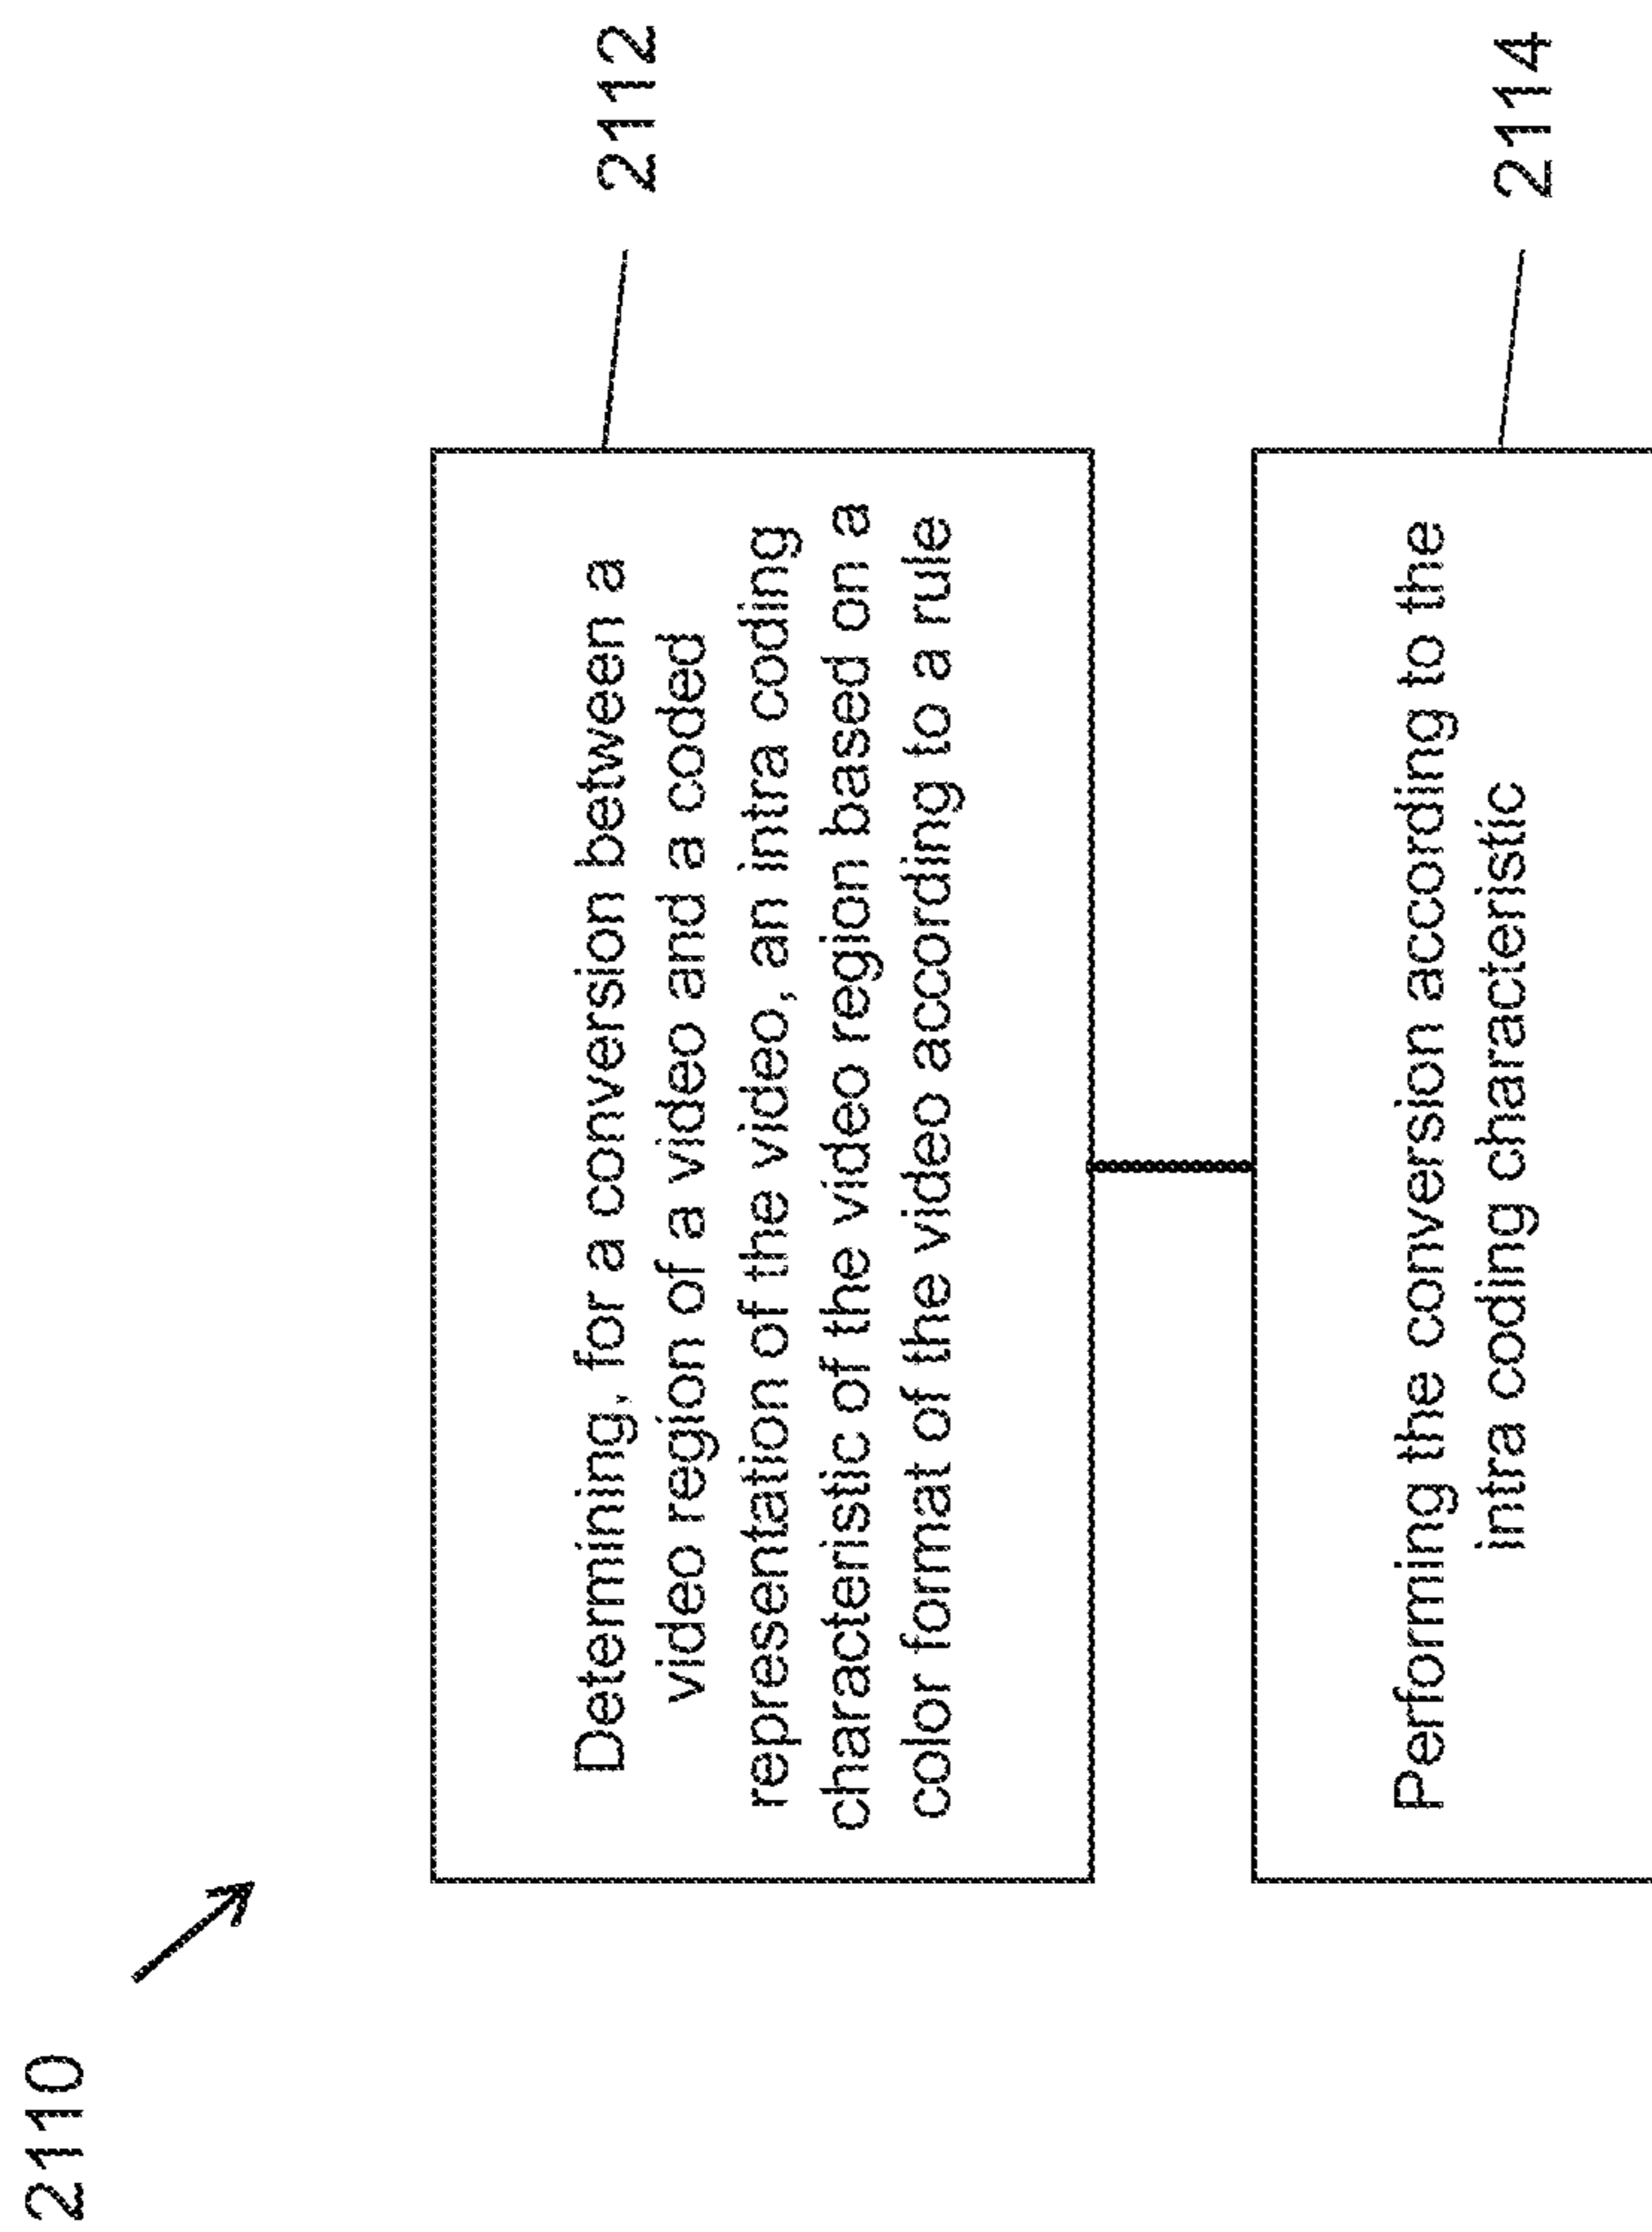 2110
Determining, for a conversion between a
video region of a video and a coded
representation of the video, an intra coding
characteristic of the video region based on a
color format of the video according to a rule
2112
Performing the conversion according to the
intra coding characteristic
2114